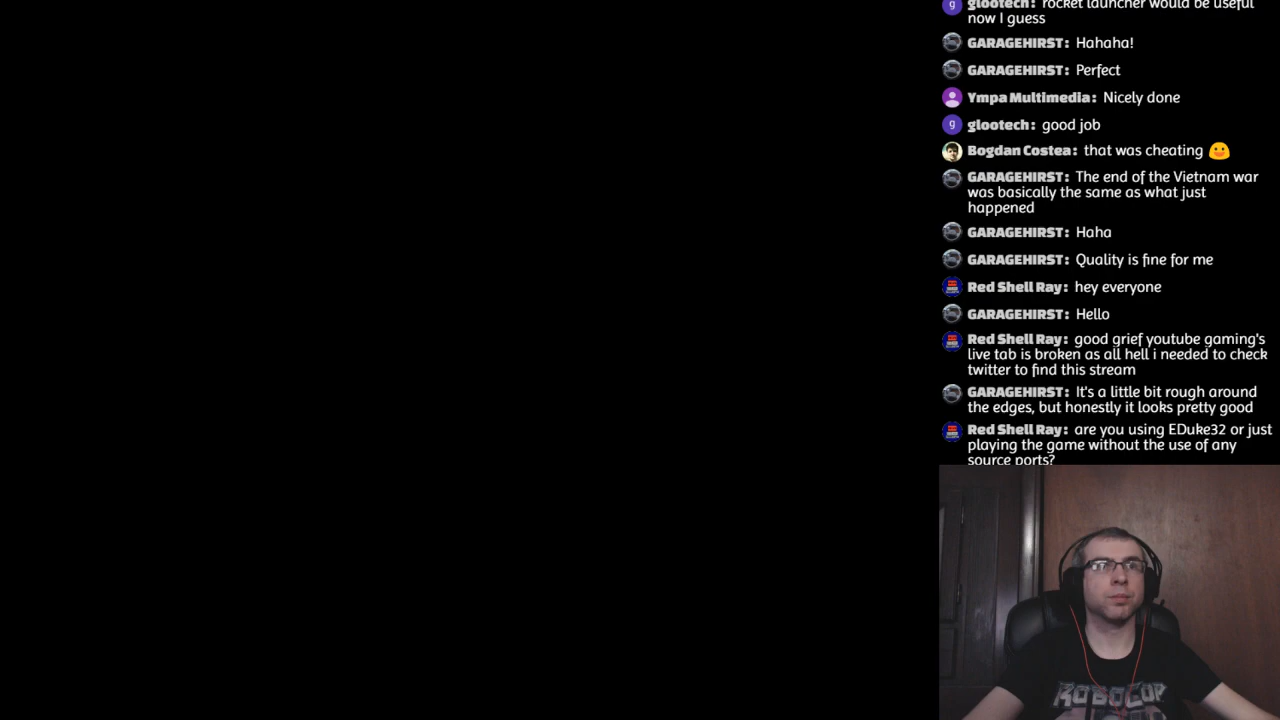 g glootech: rocket launcher would be useful
now I guess
GARAGEHIRST: Hahaha!
GARAGEHIRST: Perfect
Ympa Multimedia: Nicely done
g glootech: good job
Bogdan Costea: that was cheating
GARAGEHIRST: The end of the Vietnam war
was basically the same as what just
happened
GARAGEHIRST: Haha
GARAGEHIRST: Quality is fine for me
Red Shell Ray: hey everyone
GARAGEHIRST: Hello
Red Shell Ray: good grief youtube gaming's
live tab is broken as all hell i needed to check
twitter to find this stream
GARAGEHIRST: It's a little bit rough around
the edges, but honestly it looks pretty good
Red Shell Ray: are you using EDuke32 or just
playing the game without the use of any
source ports?
ROBOCOP